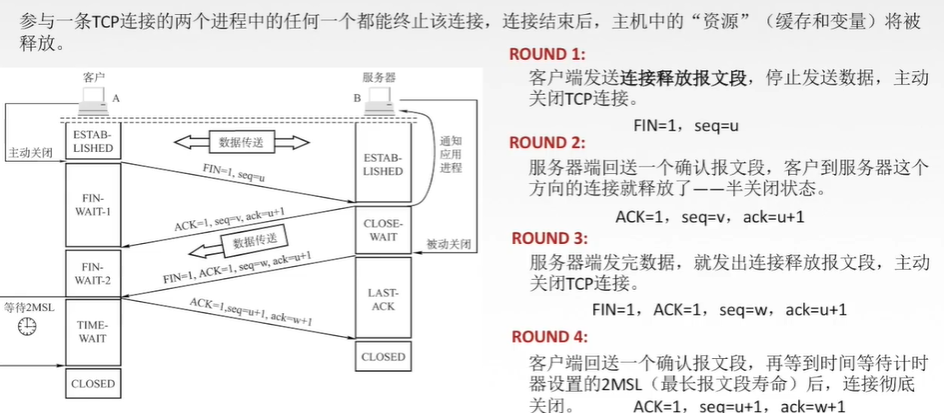 参与一条TCP连接的两个进程中的任何一个都能终止该连接，连接结束后，主机中的“资源”（缓存和变量）将被
释放。
客户
A
服务器
B
ESTAB-
LISHED
主动关闭
数据传送
FIN=1, seq=u
ESTAB-
LISHED
通知
应用
进程
FIN-
WAIT-1
ACK=1, seq=v, ack=u+1
数据传送
CLOSE-
WAIT
被动关闭
FIN-
WAIT-2
FIN=1, ACK=1, seq=w, ack=u+1
等待2MSL
ACK=1,seq=u+1, ack=w+1
LAST-
ACK
TIME-
WAIT
CLOSED
CLOSED
ROUND 1:
客户端发送连接释放报文段，停止发送数据，主动
关闭TCP连接。
FIN=1，seq=u
ROUND 2:
服务器端回送一个确认报文段，客户到服务器这个
方向的连接就释放了——半关闭状态。
ACK=1，seq=v，ack=u+1
ROUND 3:
服务器端发完数据，就发出连接释放报文段，主动
关闭TCP连接。
FIN=1，ACK=1，seq=w，ack=u+1
ROUND 4:
客户端回送一个确认报文段，再等到时间等待计时
器设置的2MSL（最长报文段寿命）后，连接彻底
关闭。 ACK=1，seq=u+1，ack=w+1